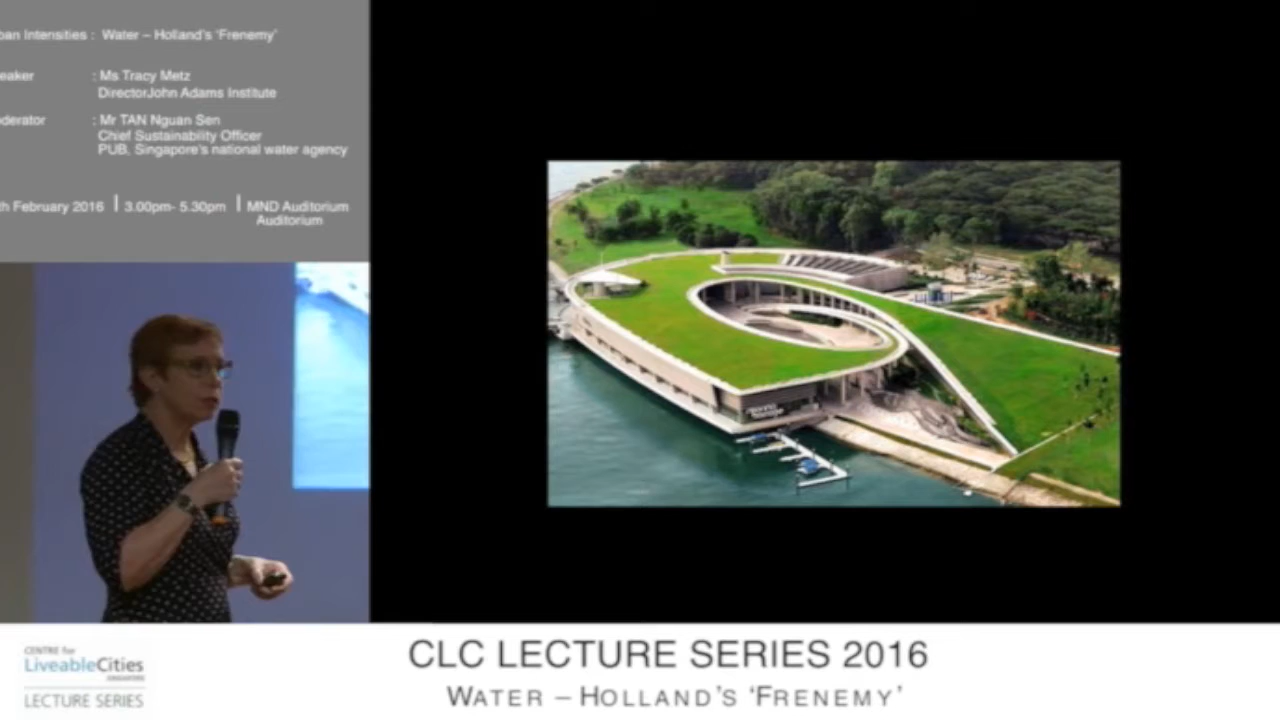 ban Intensities : Water – Holland's 'Frenemy'
eaker : Ms Tracy Metz
DirectorJohn Adams Institute
oderator : Mr TAN Nguan Sen
Chief Sustainability Officer
PUB, Singapore's national water agency
th February 2016 | 3.00pm- 5.30pm | MND Auditorium
Auditorium
CENTRE for
LiveableCities
SINGAPORE
LECTURE SERIES
CLC LECTURE SERIES 2016
WATER – HOLLAND'S 'FRENEMY'